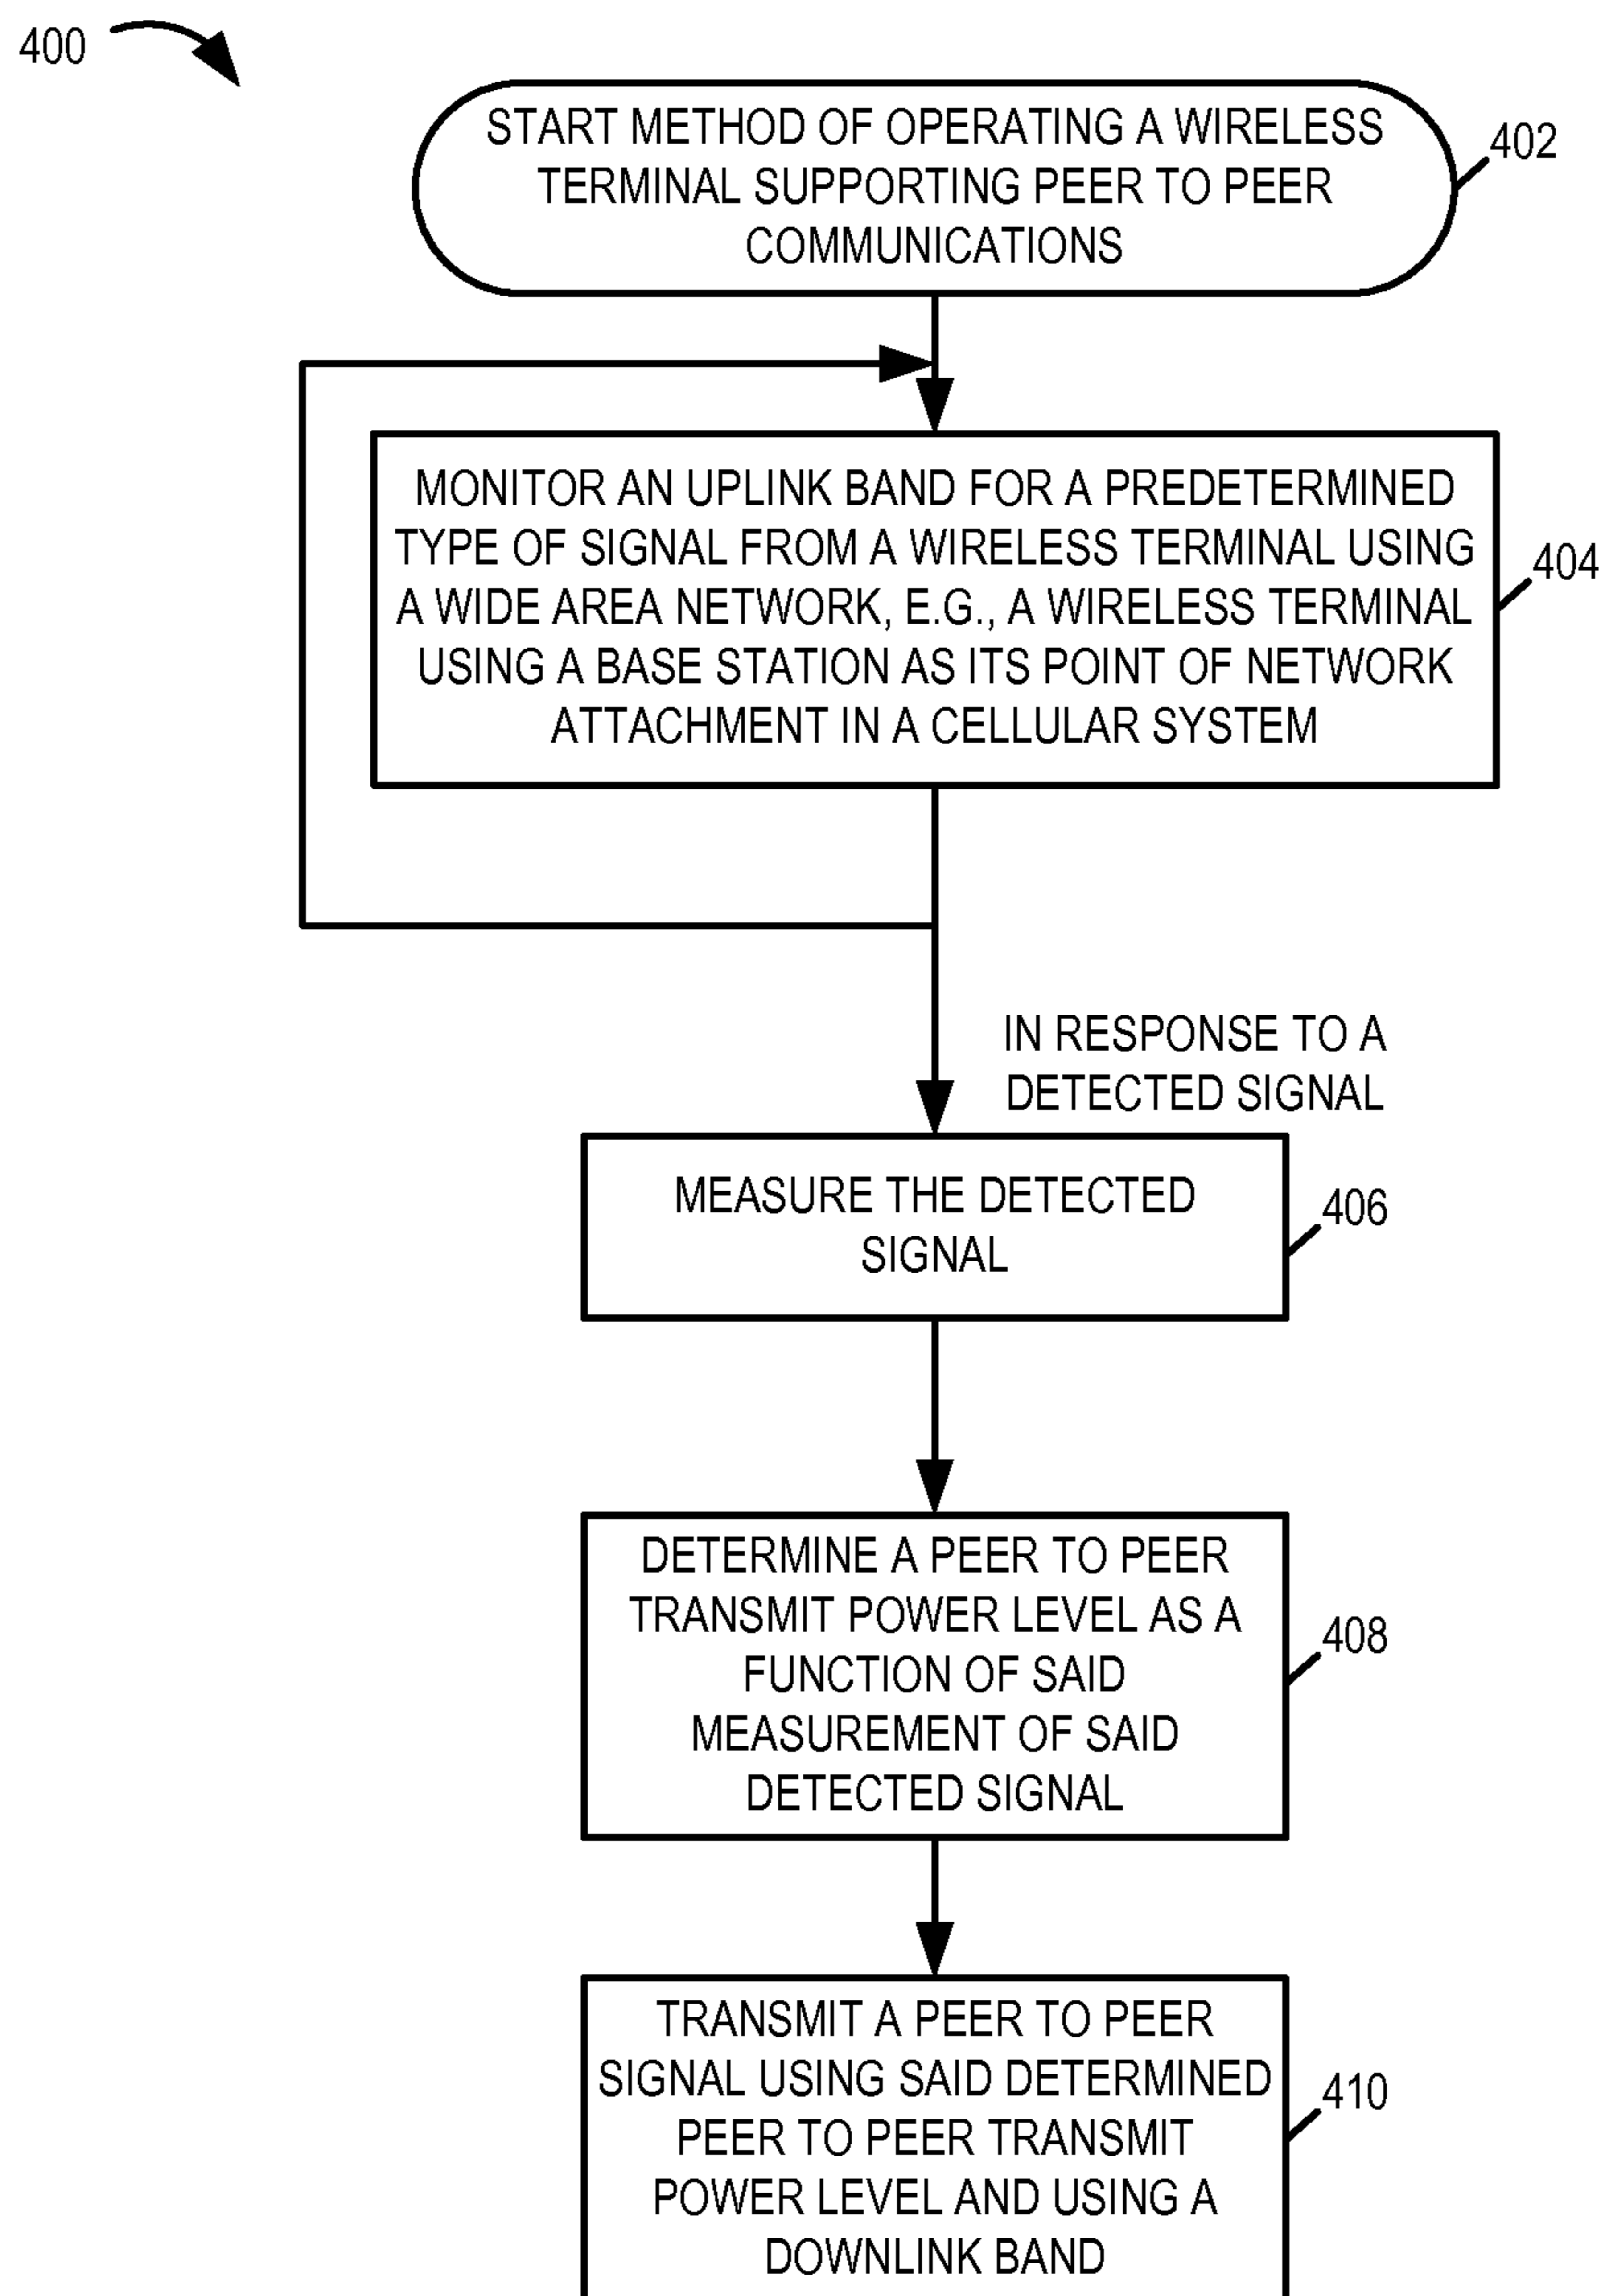 400
START METHOD OF OPERATING A WIRELESS
TERMINAL SUPPORTING PEER TO PEER
COMMUNICATIONS
402
MONITOR AN UPLINK BAND FOR A PREDETERMINED
TYPE OF SIGNAL FROM A WIRELESS TERMINAL USING
A WIDE AREA NETWORK, E.G., A WIRELESS TERMINAL
USING A BASE STATION AS ITS POINT OF NETWORK
ATTACHMENT IN A CELLULAR SYSTEM
404
IN RESPONSE TO A
DETECTED SIGNAL
MEASURE THE DETECTED
SIGNAL
406
DETERMINE A PEER TO PEER
TRANSMIT POWER LEVEL AS A
FUNCTION OF SAID
MEASUREMENT OF SAID
DETECTED SIGNAL
408
TRANSMIT A PEER TO PEER
SIGNAL USING SAID DETERMINED
PEER TO PEER TRANSMIT
POWER LEVEL AND USING A
DOWNLINK BAND
410